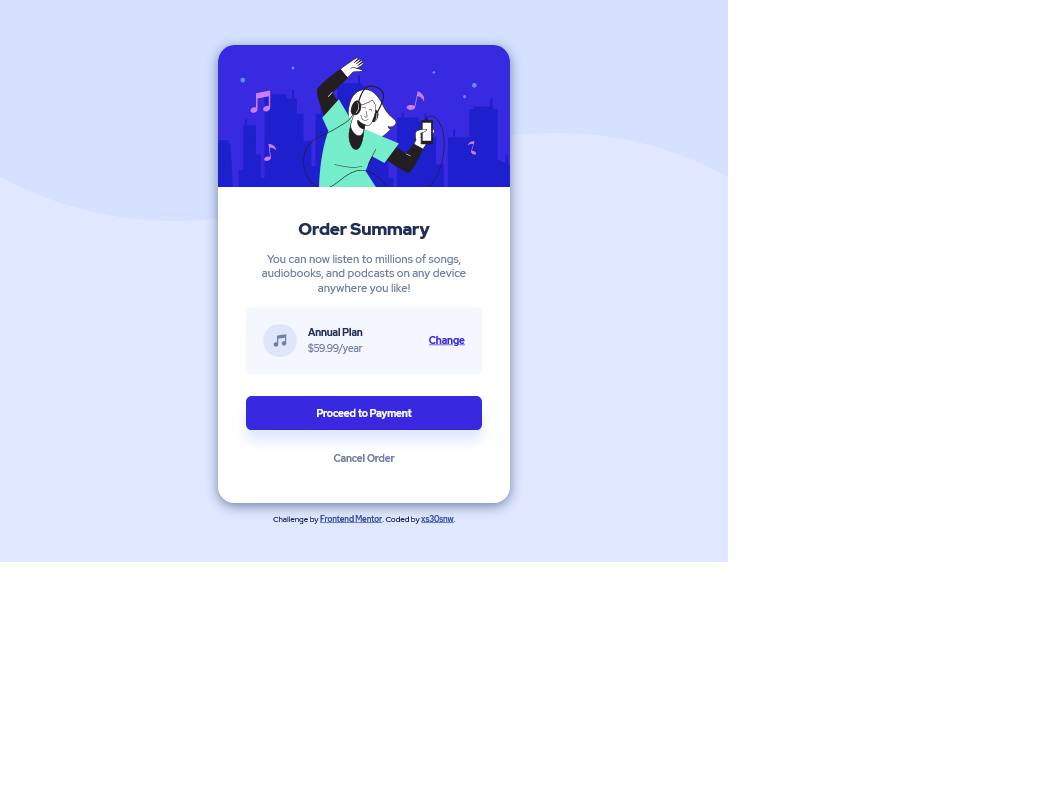 Order Summary
You can now listen to millions of songs,
audiobooks, and podcasts on any device
anywhere you like!
Annual Plan
$59.99/year
Change
Proceed to Payment
Cancel Order
Challenge by Frontend Mentor. Coded by xs30snw.